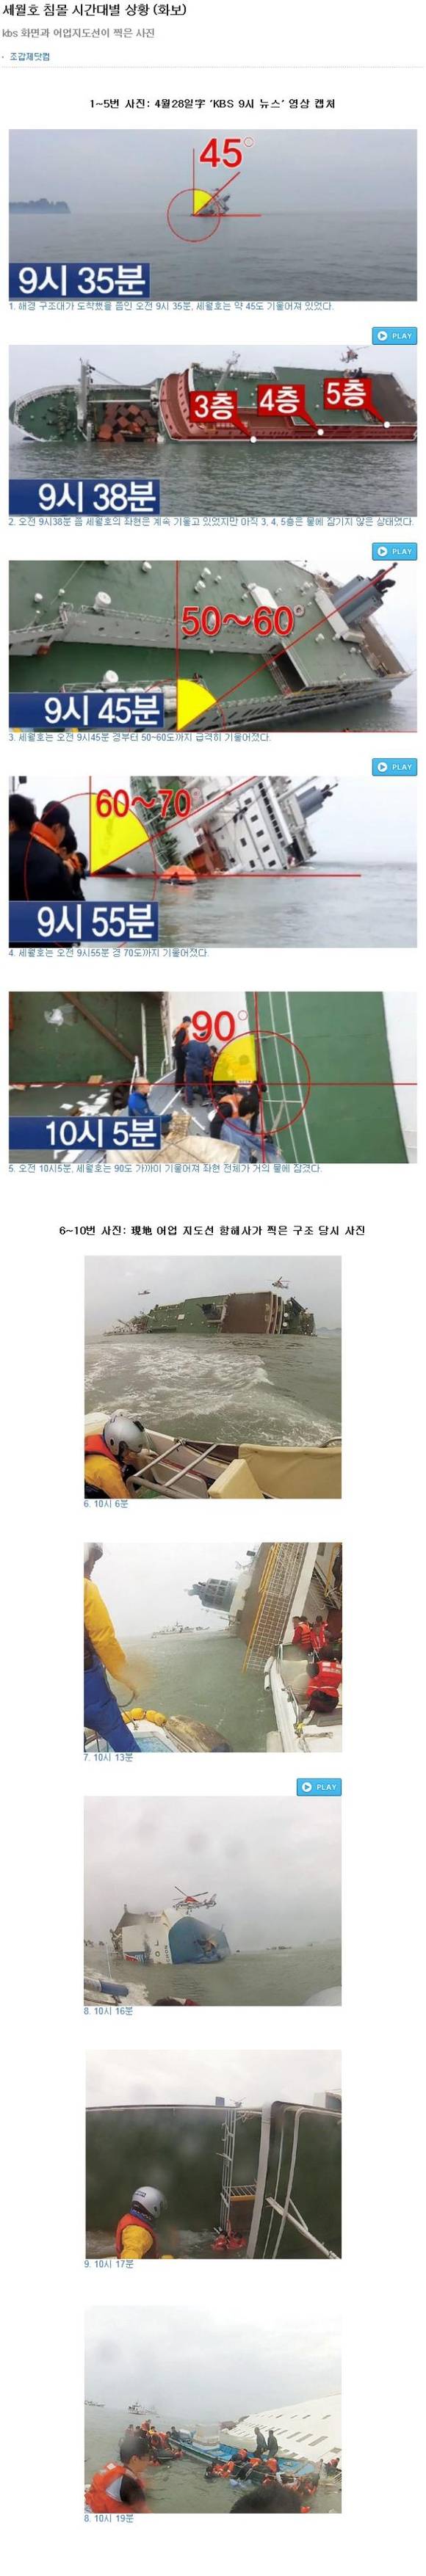 세월호 침몰 시간대별 상황 (화보)
kbs 화면과 어업지도선이 찍은 사진
조갑제닷컴
1~5번 사진: 4월28일字 'KBS 9시 뉴스' 영상 캡처
45°
9시 35분
1. 해경 구조대가 도착했을 즈음인 오전 9시 35분, 세월호는 약 45도 기울어져 있었다.
PLAY
3층 4층 5층
9시 38분
2. 오전 9시38분 쯤 세월호의 좌현은 계속 기울고 있었지만 아직 3, 4, 5층은 물에 잠기지 않은 상태였다.
PLAY
50~60
9시 45분
3. 세월호는 오전 9시45분 경부터 50~60도까지 급격히 기울어졌다.
PLAY
60~70
9시 55분
4. 세월호는 오전 9시55분 경 70도까지 기울어졌다.
90°
10시 5분
5. 오전 10시5분, 세월호는 90도 가까이 기울어져 좌현 전체가 거의 물에 잠겼다.
6~10번 사진: 現地 어업 지도선 항해사가 찍은 구조 당시 사진
6. 10시 6분
7. 10시 13분
PLAY
8. 10시 16분
9. 10시 17분
8. 10시 19분